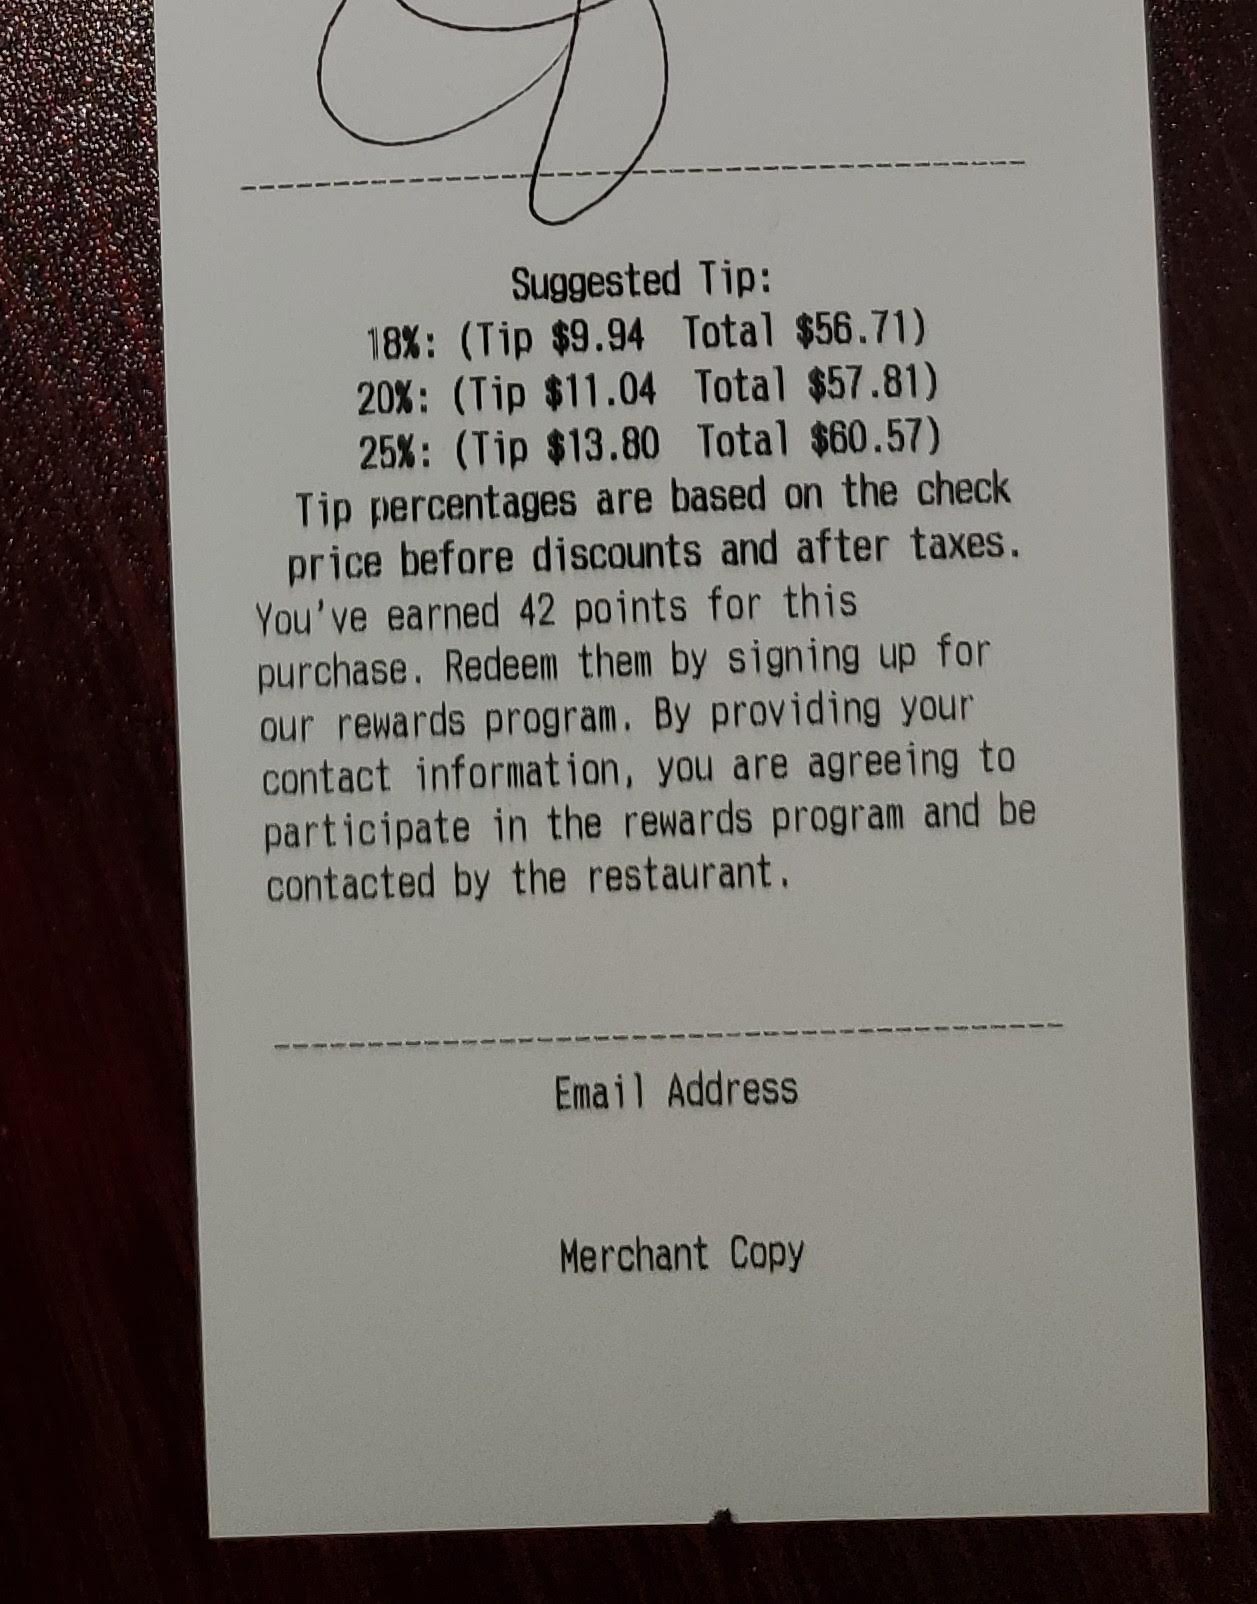 Suggested Tip:
18%: (Tip $9.94 Total $56.71)
20%: (Tip $11.04 Total $57.81)
25%: (Tip $13.80 Total $60.57)
Tip percentages are based on the check
price before discounts and after taxes.
You've earned 42 points for this
purchase. Redeem them by signing up for
our rewards program. By providing your
contact information, you are agreeing to
participate in the rewards program and be
contacted by the restaurant.
Email Address
Merchant Copy